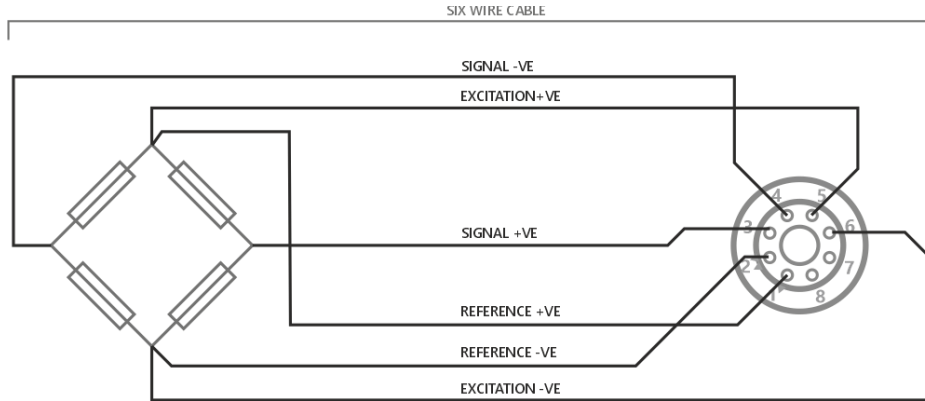 SIX WIRE CABLE
SIGNAL -VE
EXCITATION+VE
4 5
SIGNAL +VE
3 6
2 7
1 8
REFERENCE +VE
REFERENCE -VE
EXCITATION -VE